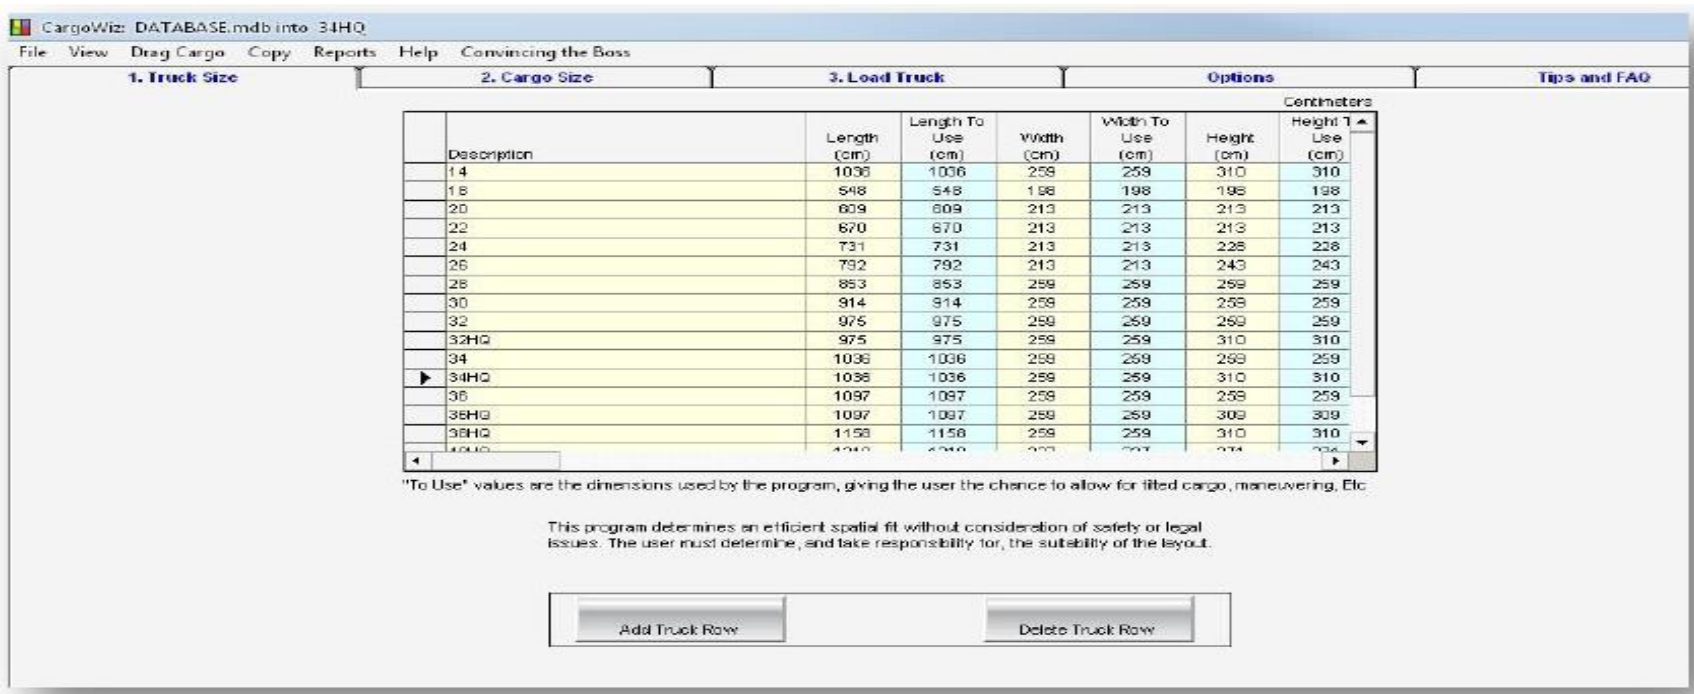 CargoWiz: DATABASE.mdb into 34HQ
File View Drag Cargo Copy Reports Help Convincing the Boss
1. Truck Size 2. Cargo Size 3. Load Truck Options Tips and FAQ
Centimeters
Description Length (cm) Length To Use (cm) Width (cm) Width To Use (cm) Height (cm) Height T Use (cm)
14 1036 1036 259 259 310 310
18 548 548 198 198 198 198
20 609 609 213 213 213 213
22 670 670 213 213 213 213
24 731 731 213 213 228 228
26 792 792 213 213 243 243
28 853 853 259 259 259 259
30 914 914 259 259 259 259
32 975 975 259 259 259 259
32HQ 975 975 259 259 310 310
34 1036 1036 259 259 259 259
34HQ 1036 1036 259 259 310 310
36 1097 1097 259 259 259 259
36HQ 1097 1097 259 259 309 309
38HQ 1158 1158 259 259 310 310
"To Use" values are the dimensions used by the program, giving the user the chance to allow for tilted cargo, maneuvering, Etc
This program determines an efficient spatial fit without consideration of safety or legal
issues. The user must determine, and take responsibility for, the suitability of the layout.
Add Truck Row Delete Truck Row